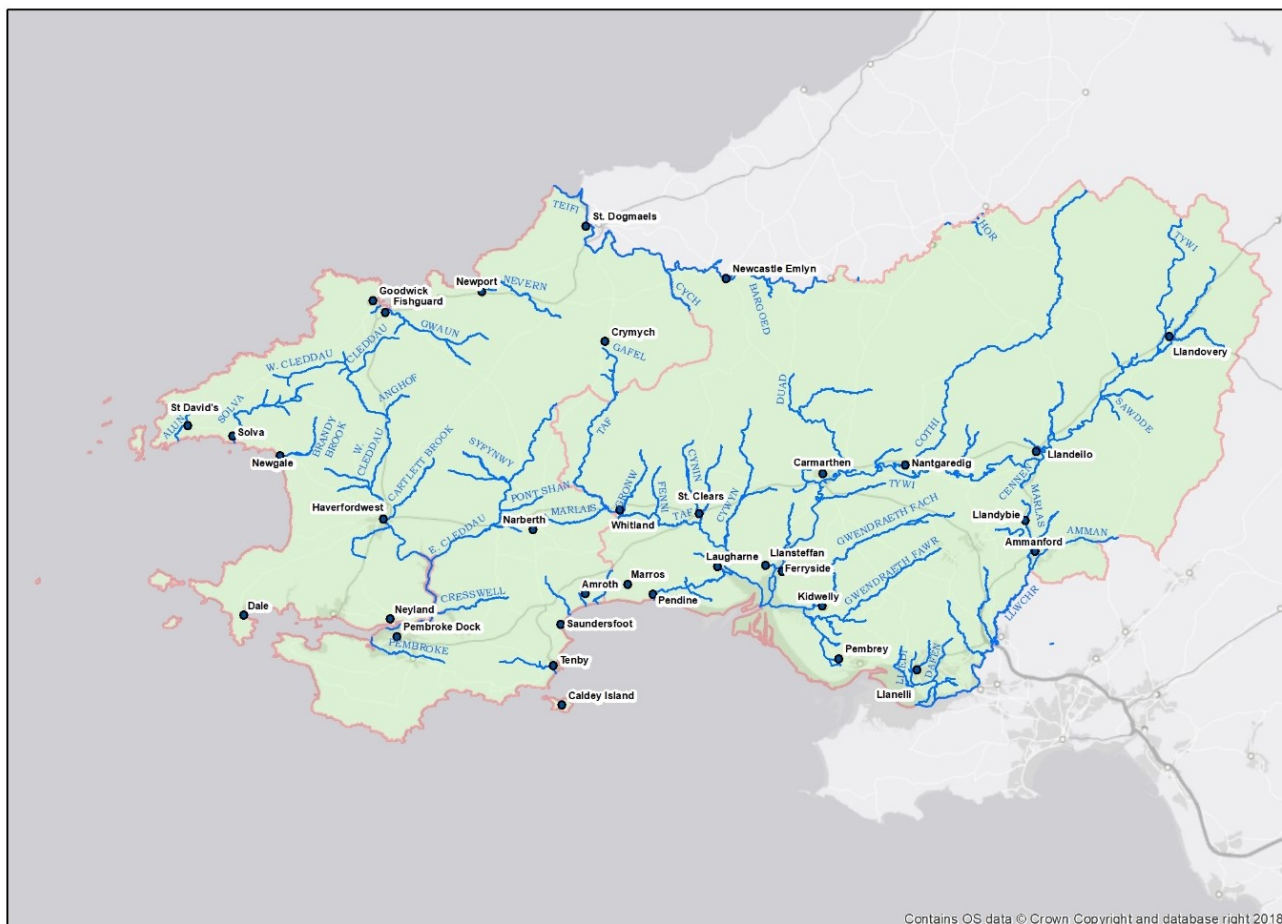 TEIFI
St. Dogmaels
THOR
TYWI
Newcastle Emlyn
Newport
NEVERN
CYCH
BARGOED
Goodwick
Fishguard
GWAUN
CLEDDAU
Crymych
GAFEL
Llandovery
W. CLEDDAU
ANGHOF
DUAD
COTHI
SAWDDE
St David's
ALUN
SOLVA
Solva
BRANDY
BROOK
W.
CLEDDAU
TAF
Newgale
CARTLETT BROOK
SYFYNWY
Carmarthen
Nantgaredig
Llandeilo
CENNEN
MARLAS
TYWI
PONT SHAN
MARLAIS
GRONW
FENNI
CYNIN
St. Clears
TAF
CYWYN
Haverfordwest
Narberth
Whitland
Llandybie
GWENDRAETH FACH
AMMAN
E. CLEDDAU
Ammanford
Laugharne
Llansteffan
Ferryside
GWENDRAETH FAWR
Marros
Amroth
Pendine
Kidwelly
LLWCHR
CRESSWELL
Dale
Neyland
Pembroke Dock
Saundersfoot
PEMBROKE
Pembrey
LLIEDI
DAFEN
Tenby
Llanelli
Caldey Island
Contains OS data © Crown Copyright and database right 2018